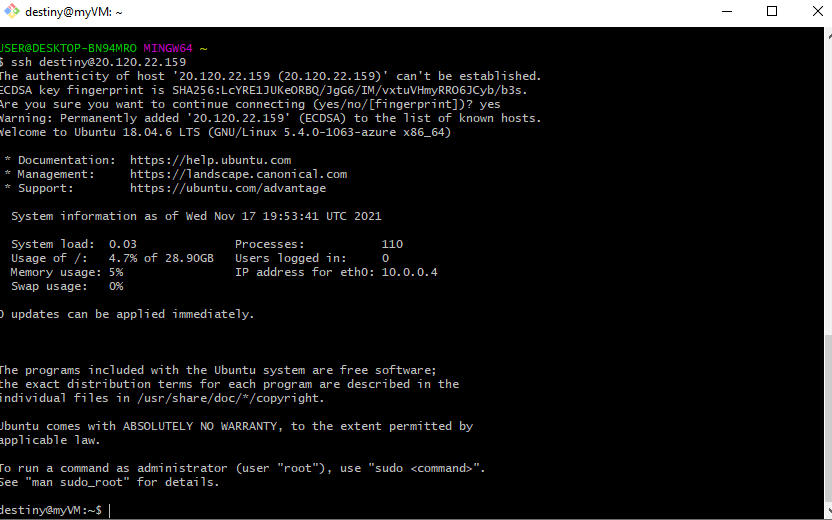 destiny@myVM: ~
USER@DESKTOP-BN94MRO MINGW64 ~
$ ssh destiny@20.120.22.159
The authenticity of host '20.120.22.159 (20.120.22.159)' can't be established.
ECDSA key fingerprint is SHA256:LcYRE1JUKeORBQ/JgG6/IM/vxtuVHmyRRO6JCyb/b3s.
Are you sure you want to continue connecting (yes/no/[fingerprint])? yes
Warning: Permanently added '20.120.22.159' (ECDSA) to the list of known hosts.
Welcome to Ubuntu 18.04.6 LTS (GNU/Linux 5.4.0-1063-azure x86_64)
* Documentation:  https://help.ubuntu.com
* Management:     https://landscape.canonical.com
* Support:        https://ubuntu.com/advantage
System information as of Wed Nov 17 19:53:41 UTC 2021
System load:  0.03              Processes:           110
Usage of /:   4.7% of 28.90GB   Users logged in:     0
Memory usage: 5%                IP address for eth0: 10.0.0.4
Swap usage:   0%
0 updates can be applied immediately.
The programs included with the Ubuntu system are free software;
the exact distribution terms for each program are described in the
individual files in /usr/share/doc/*/copyright.
Ubuntu comes with ABSOLUTELY NO WARRANTY, to the extent permitted by
applicable law.
To run a command as administrator (user "root"), use "sudo <command>".
See "man sudo_root" for details.
destiny@myVM:~$